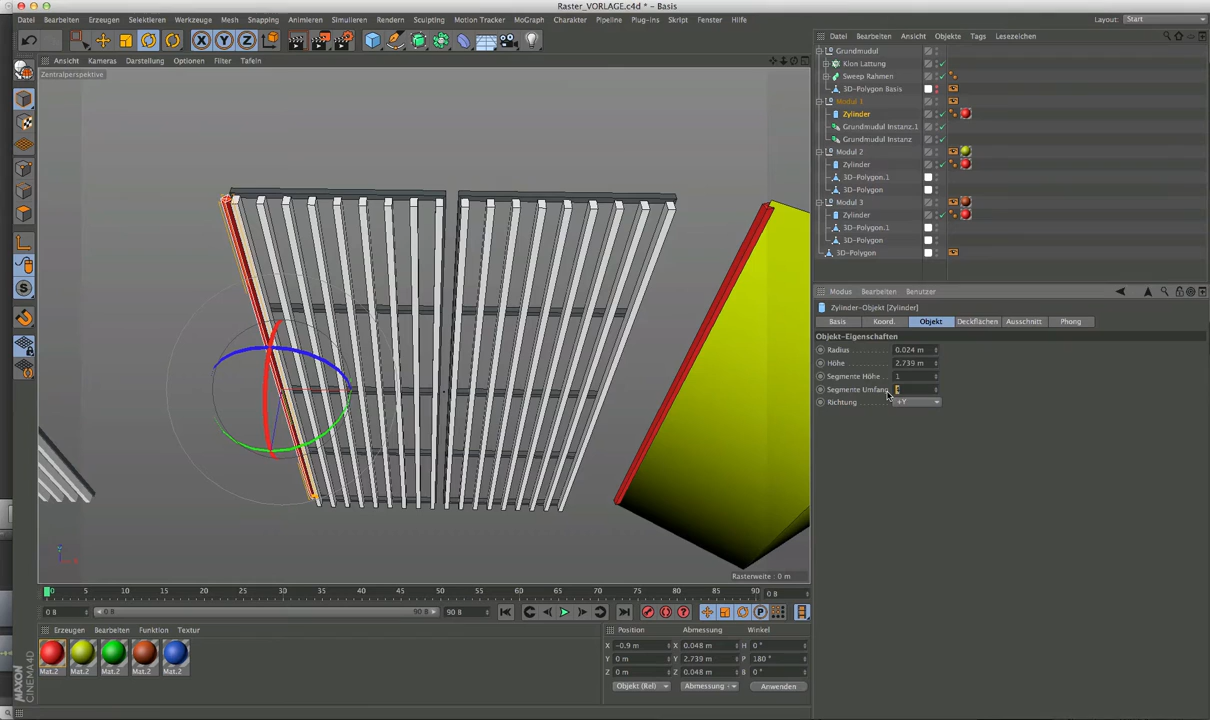 Raster_VORLAGE.c4d * - Basis
Datei Bearbeiten Erzeugen Selektieren Werkzeuge Mesh Snapping Animieren Simulieren Rendern Sculpting Motion Tracker MoGraph Charakter Pipeline Plug-ins Skript Fenster Hilfe Layout: Start
Datei Bearbeiten Ansicht Objekte Tags Lesezeichen
Ansicht Kameras Darstellung Optionen Filter Tafeln
Zentralperspektive
Grundmudul
Klon Lattung
Sweep Rahmen
3D-Polygon Basis
Modul 1
Zylinder
Grundmudul Instanz.1
Grundmudul Instanz
Modul 2
Zylinder
3D-Polygon.1
3D-Polygon
Modul 3
Zylinder
3D-Polygon.1
3D-Polygon
3D-Polygon
Modus Bearbeiten Benutzer
Zylinder-Objekt [Zylinder]
Basis Koord. Objekt Deckflächen Ausschnitt Phong
Objekt-Eigenschaften
Radius 0.024 m
Höhe 2.739 m
Segmente Höhe 1
Segmente Umfang
Richtung +Y
Rasterweite : 0 m
0 5 10 15 20 25 30 35 40 45 50 55 60 65 70 75 80 85 90 0 B
0 B 0 B 90 B 90 B
Erzeugen Bearbeiten Funktion Textur
Mat.2 Mat.2 Mat.2 Mat.2 Mat.2
Position Abmessung Winkel
X -0.9 m X 0.048 m H 0 °
Y 0 m Y 2.739 m P 180 °
Z 0 m Z 0.048 m B 0 °
Objekt (Rel) Abmessung Anwenden
MAXON CINEMA4D